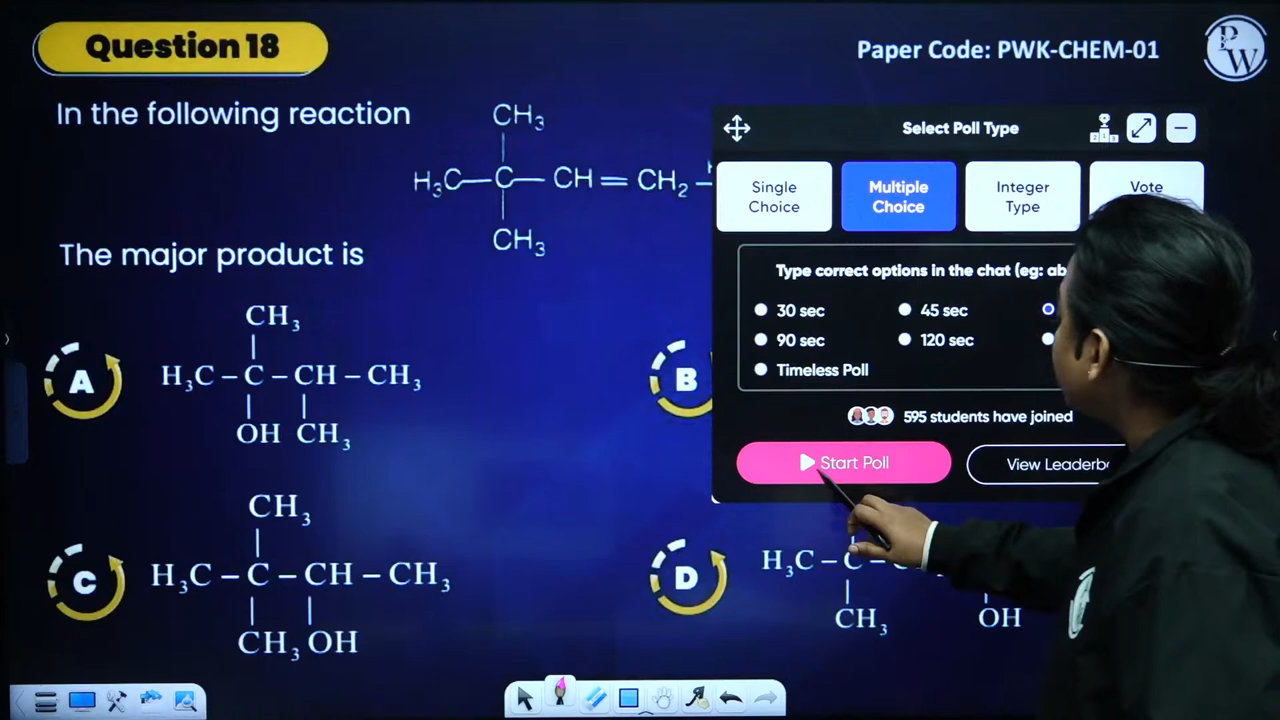 Question 18
Paper Code: PWK-CHEM-01
P
W
In the following reaction
CH₃
H₃C—C—CH=CH₂—
CH₃
The major product is
Select Poll Type
Single Choice
Multiple Choice
Integer Type
Vote
Type correct options in the chat (eg: ab
30 sec
45 sec
90 sec
120 sec
Timeless Poll
595 students have joined
Start Poll
View Leaderbo
A
CH₃
H₃C–C–CH–CH₃
OH CH₃
B
C
CH₃
H₃C–C–CH–CH₃
CH₃ OH
D
H₃C–C–
CH₃
OH